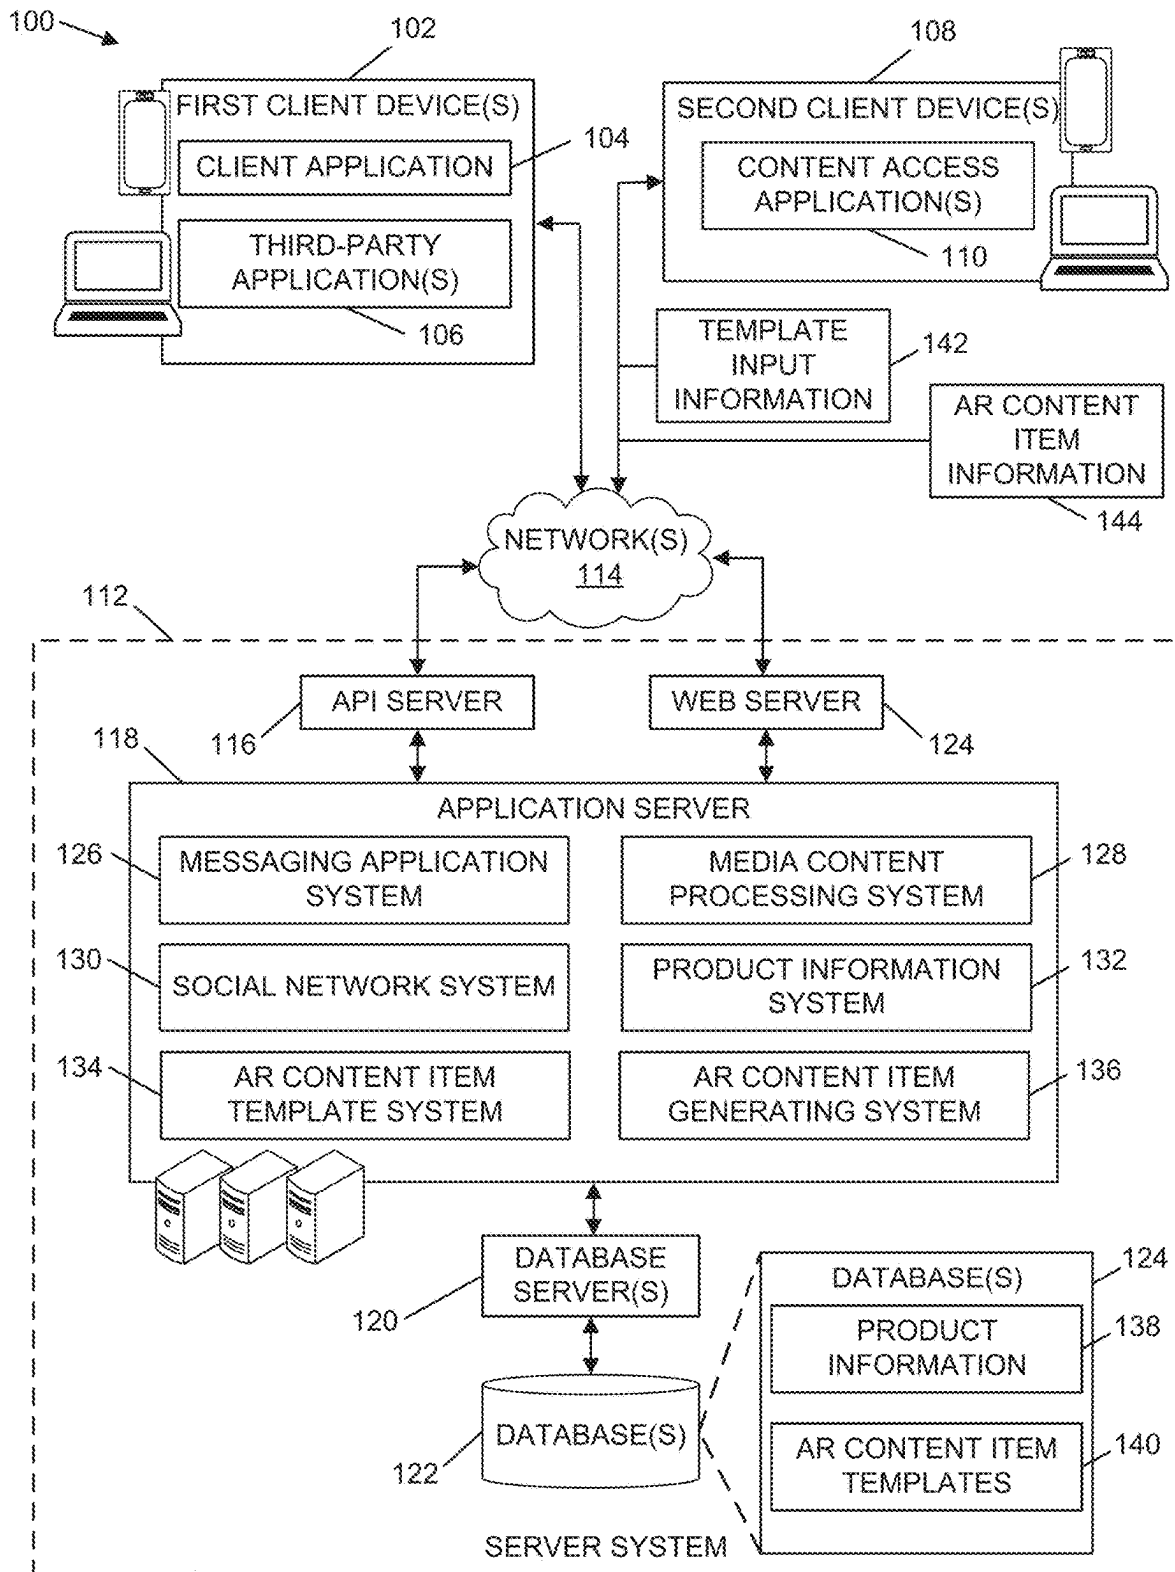 100
102
108
FIRST CLIENT DEVICE(S)
CLIENT APPLICATION
104
THIRD-PARTY
APPLICATION(S)
106
SECOND CLIENT DEVICE(S)
CONTENT ACCESS
APPLICATION(S)
110
TEMPLATE
INPUT
INFORMATION
142
AR CONTENT
ITEM
INFORMATION
144
NETWORK(S)
114
112
API SERVER
116
WEB SERVER
124
118
APPLICATION SERVER
126
MESSAGING APPLICATION
SYSTEM
MEDIA CONTENT
PROCESSING SYSTEM
128
130
SOCIAL NETWORK SYSTEM
PRODUCT INFORMATION
SYSTEM
132
134
AR CONTENT ITEM
TEMPLATE SYSTEM
AR CONTENT ITEM
GENERATING SYSTEM
136
DATABASE
SERVER(S)
120
DATABASE(S)
122
DATABASE(S)
124
PRODUCT
INFORMATION
138
AR CONTENT ITEM
TEMPLATES
140
SERVER SYSTEM